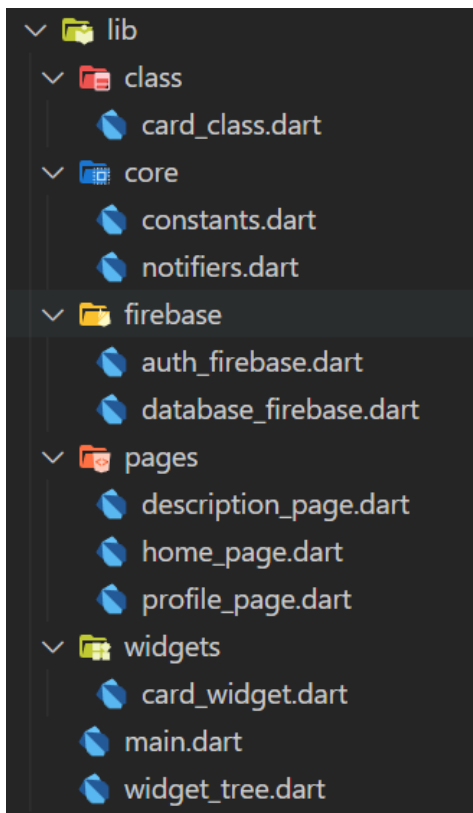 lib
class
card_class.dart
core
constants.dart
notifiers.dart
firebase
auth_firebase.dart
database_firebase.dart
pages
description_page.dart
home_page.dart
profile_page.dart
widgets
card_widget.dart
main.dart
widget_tree.dart